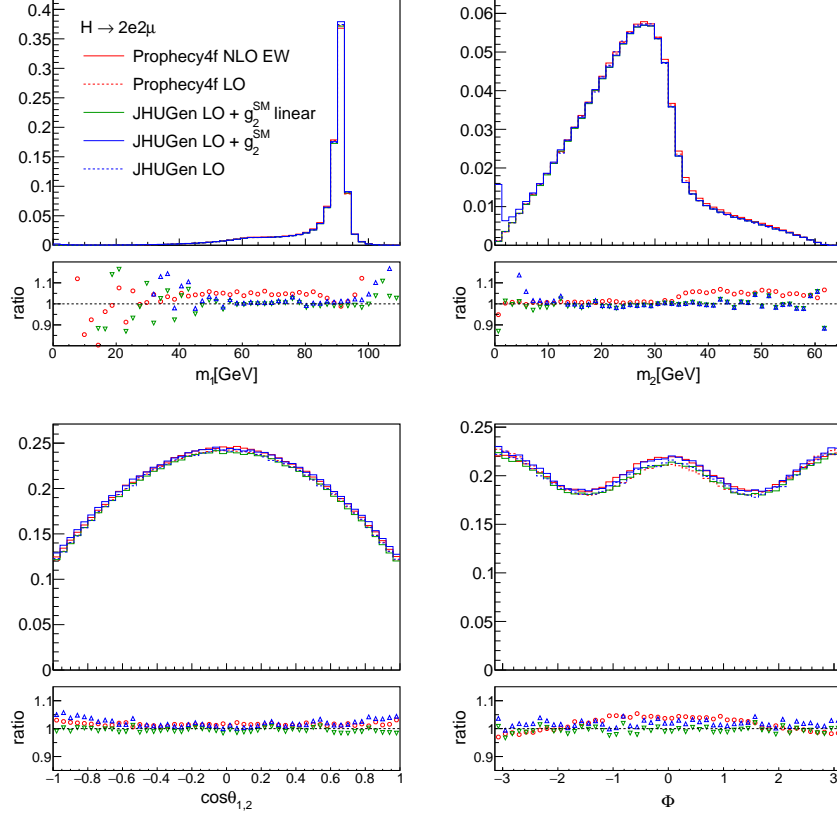 H → 2e2μ
Prophecy4f NLO EW
Prophecy4f LO
JHUGen LO + g₂ˢᴹ linear
JHUGen LO + g₂ˢᴹ
JHUGen LO
0.4
0.35
0.3
0.25
0.2
0.15
0.1
0.05
0
1.1
1
0.9
ratio
0 20 40 60 80 100
m₁[GeV]
0.06
0.05
0.04
0.03
0.02
0.01
0
1.1
1
0.9
ratio
0 10 20 30 40 50 60
m₂[GeV]
0.25
0.2
0.15
0.1
0.05
0
1.1
1
0.9
ratio
−1 −0.8 −0.6 −0.4 −0.2 0 0.2 0.4 0.6 0.8 1
cosθ₁,₂
0.25
0.2
0.15
0.1
0.05
0
1.1
1
0.9
ratio
−3 −2 −1 0 1 2 3
Φ